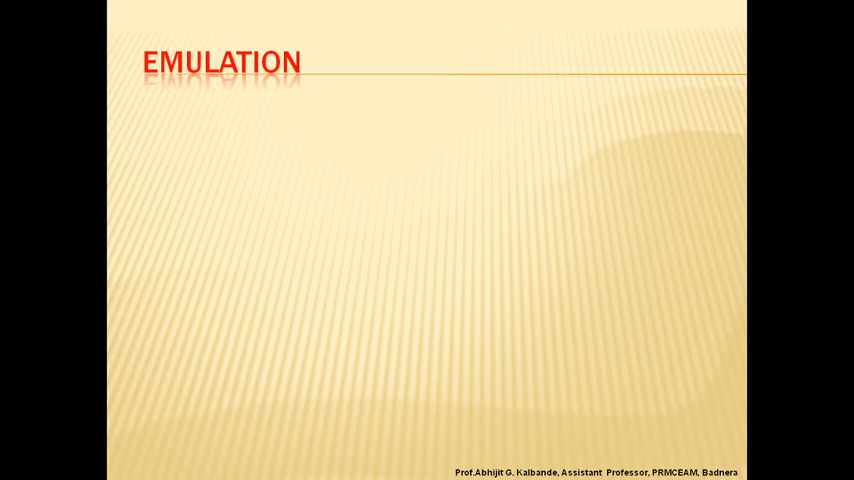 EMULATION
Prof.Abhijit G. Kalbande, Assistant Professor, PRMCEAM, Badnera